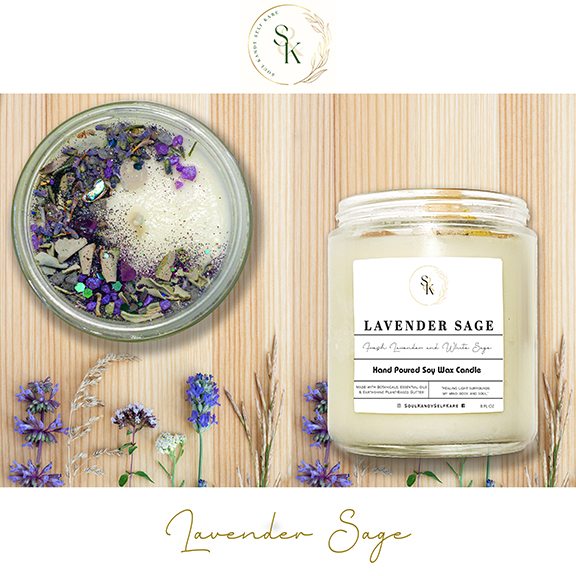 SOUL KANDY SELF KARE
S&K
S&K
LAVENDER SAGE
Fresh Lavender and White Sage
Hand Poured Soy Wax Candle
MADE WITH BOTANICALS, ESSENTIAL OILS
& EARTHSHINE PLANT-BASED GLITTER
"HEALING LIGHT SURROUNDS
MY MIND, BODY, AND SOUL."
SOULKANDYSELFKARE
8 FL OZ
Lavender Sage